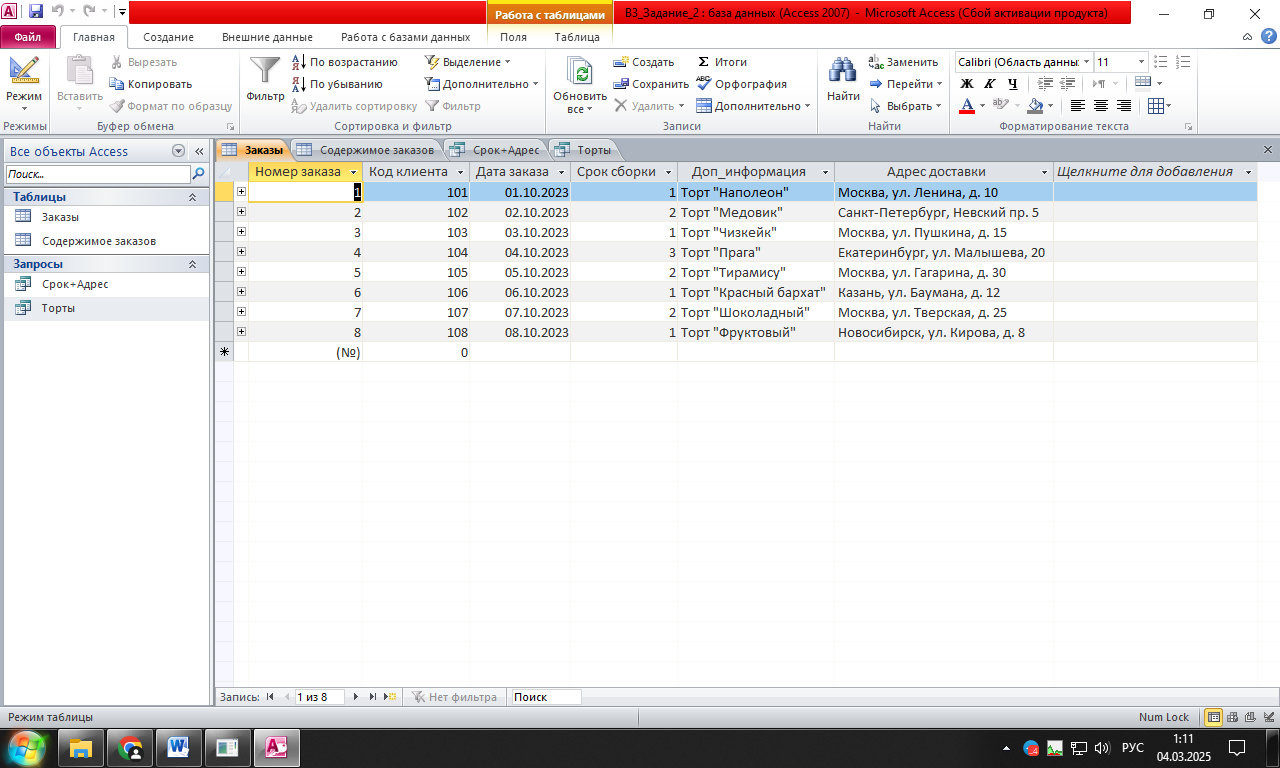 Работа с таблицами
В3_Задание_2 : база данных (Access 2007) - Microsoft Access (Сбой активации продукта)
Файл Главная Создание Внешние данные Работа с базами данных Поля Таблица
Режим
Режимы
Вставить
Вырезать
Копировать
Формат по образцу
Буфер обмена
Фильтр
По возрастанию
По убыванию
Удалить сортировку
Выделение
Дополнительно
Фильтр
Сортировка и фильтр
Обновить все
Создать
Сохранить
Удалить
Итоги
Орфография
Дополнительно
Записи
Найти
Заменить
Перейти
Выбрать
Найти
Calibri (Область данны 11
Ж К Ч
Форматирование текста
Все объекты Access
Поиск...
Таблицы
Заказы
Содержимое заказов
Запросы
Срок+Адрес
Торты
Заказы Содержимое заказов Срок+Адрес Торты
Номер заказа Код клиента Дата заказа Срок сборки Доп_информация Адрес доставки Щелкните для добавления
1 101 01.10.2023 1 Торт "Наполеон" Москва, ул. Ленина, д. 10
2 102 02.10.2023 2 Торт "Медовик" Санкт-Петербург, Невский пр. 5
3 103 03.10.2023 1 Торт "Чизкейк" Москва, ул. Пушкина, д. 15
4 104 04.10.2023 3 Торт "Прага" Екатеринбург, ул. Малышева, 20
5 105 05.10.2023 2 Торт "Тирамису" Москва, ул. Гагарина, д. 30
6 106 06.10.2023 1 Торт "Красный бархат" Казань, ул. Баумана, д. 12
7 107 07.10.2023 2 Торт "Шоколадный" Москва, ул. Тверская, д. 25
8 108 08.10.2023 1 Торт "Фруктовый" Новосибирск, ул. Кирова, д. 8
(№) 0
Запись: 1 из 8 Нет фильтра Поиск
Режим таблицы Num Lock
РУС
1:11
04.03.2025